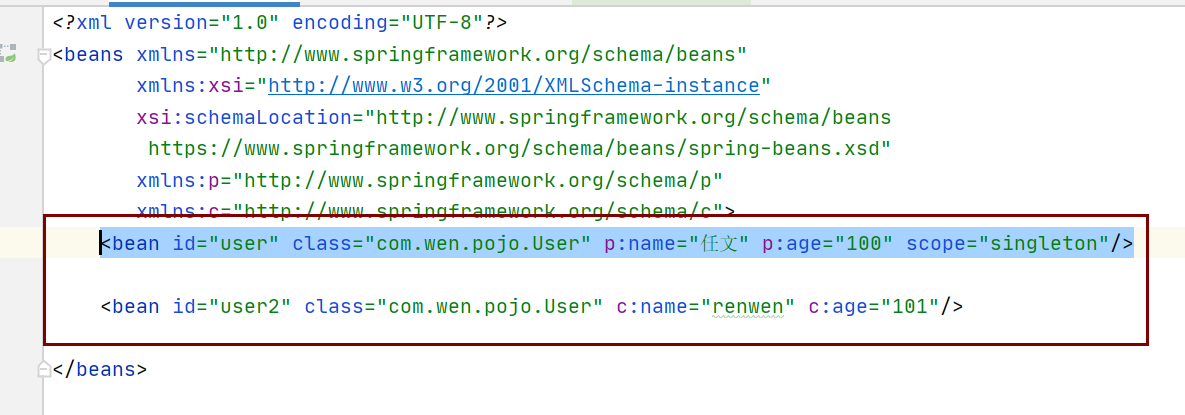 <?xml version="1.0" encoding="UTF-8"?>
<beans xmlns="http://www.springframework.org/schema/beans"
xmlns:xsi="http://www.w3.org/2001/XMLSchema-instance"
xsi:schemaLocation="http://www.springframework.org/schema/beans
https://www.springframework.org/schema/beans/spring-beans.xsd"
xmlns:p="http://www.springframework.org/schema/p"
xmlns:c="http://www.springframework.org/schema/c">
<bean id="user" class="com.wen.pojo.User" p:name="任文" p:age="100" scope="singleton"/>
<bean id="user2" class="com.wen.pojo.User" c:name="renwen" c:age="101"/>
</beans>